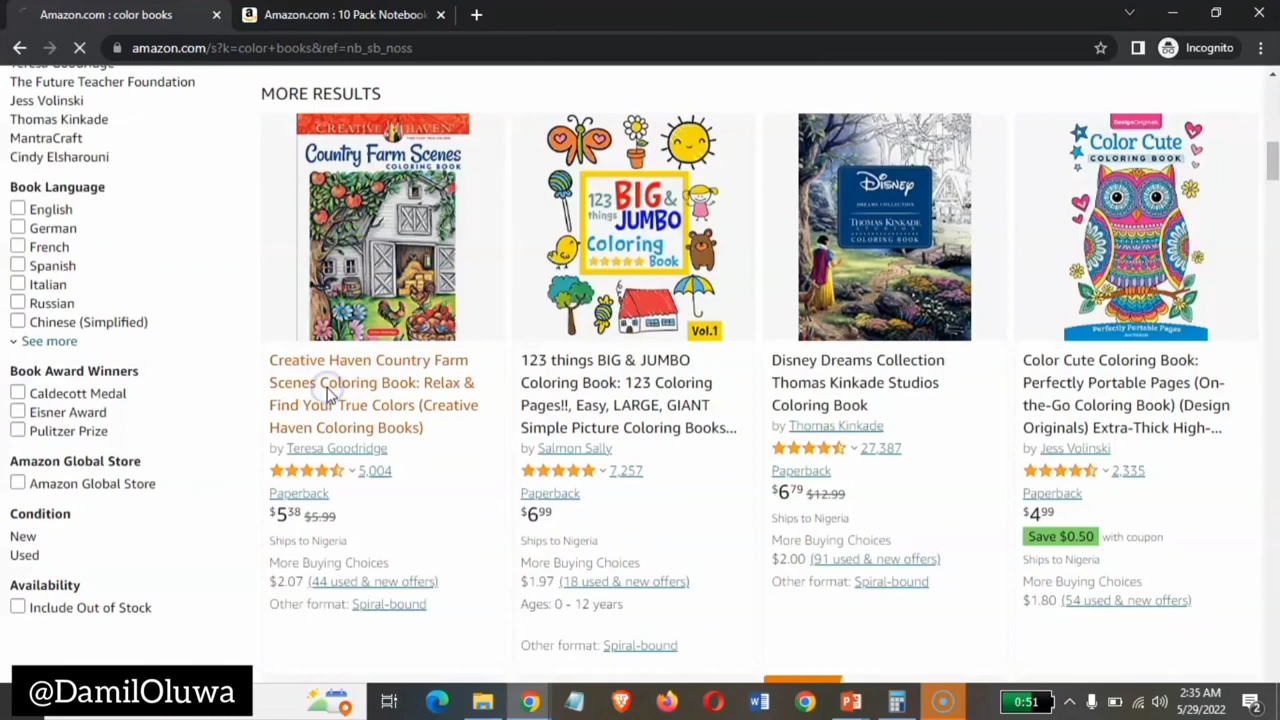 Amazon.com : color books
Amazon.com : 10 Pack Notebook
amazon.com/s?k=color+books&ref=nb_sb_noss
Incognito
Teresa Goodridge
The Future Teacher Foundation
Jess Volinski
Thomas Kinkade
MantraCraft
Cindy Elsharouni
Book Language
English
German
French
Spanish
Italian
Russian
Chinese (Simplified)
See more
Book Award Winners
Caldecott Medal
Eisner Award
Pulitzer Prize
Amazon Global Store
Amazon Global Store
Condition
New
Used
Availability
Include Out of Stock
MORE RESULTS
CREATIVE HAVEN
Country Farm
Scenes
COLORING BOOK
Creative Haven Country Farm
Scenes Coloring Book: Relax &
Find Your True Colors (Creative
Haven Coloring Books)
by Teresa Goodridge
5,004
Paperback
$5.38 $5.99
Ships to Nigeria
More Buying Choices
$2.07 (44 used & new offers)
Other format: Spiral-bound
123 BIG &
things JUMBO
Coloring
Book
Vol.1
123 things BIG & JUMBO
Coloring Book: 123 Coloring
Pages!!, Easy, LARGE, GIANT
Simple Picture Coloring Books...
by Salmon Sally
7,257
Paperback
$6.99
Ships to Nigeria
More Buying Choices
$1.97 (18 used & new offers)
Ages: 0 - 12 years
Other format: Spiral-bound
Disney
DREAMS COLLECTION
THOMAS KINKADE
STUDIOS
COLORING BOOK
Disney Dreams Collection
Thomas Kinkade Studios
Coloring Book
by Thomas Kinkade
27,387
Paperback
$6.79 $12.99
Ships to Nigeria
More Buying Choices
$2.00 (91 used & new offers)
Other format: Spiral-bound
Design Originals
Color Cute
COLORING BOOK
Perfectly Portable Pages
Color Cute Coloring Book:
Perfectly Portable Pages (On-
the-Go Coloring Book) (Design
Originals) Extra-Thick High-...
by Jess Volinski
2,335
Paperback
$4.99
Save $0.50 with coupon
Ships to Nigeria
More Buying Choices
$1.80 (54 used & new offers)
@DamilOluwa
0:51
2:35 AM
5/29/2022
2